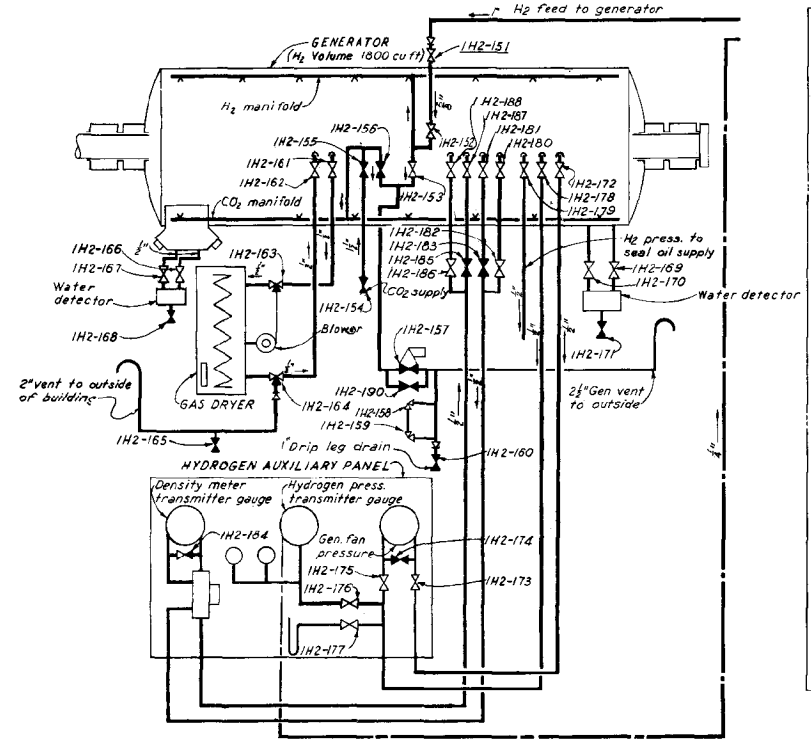 1" H2 feed to generator
GENERATOR
(H2 Volume 1800 cu ft)
1H2-151
H2 manifold
1H2-188
1H2-187
1H2-181
1H2-180
1H2-156
1H2-155
1H2-152
1H2-161
1H2-162
1H2-153
1H2-172
1H2-178
1H2-179
CO2 manifold
1H2-182
1H2-183
1H2-185
1H2-186
H2 press. to
seal oil supply
1H2-166
1H2-167
1H2-163
1H2-169
1H2-170
Water
detector
1H2-154
CO2 supply
Water detector
1H2-168
Blower
1H2-157
1H2-171
2" vent to outside
of building
GAS DRYER
1H2-164
1H2-190
2½" Gen vent
to outside
1H2-158
1H2-159
1H2-165
1" Drip leg drain
1H2-160
HYDROGEN AUXILIARY PANEL
Density meter
transmitter gauge
Hydrogen press.
transmitter gauge
1H2-184
Gen. fan
pressure
1H2-174
1H2-175
1H2-173
1H2-176
1H2-177